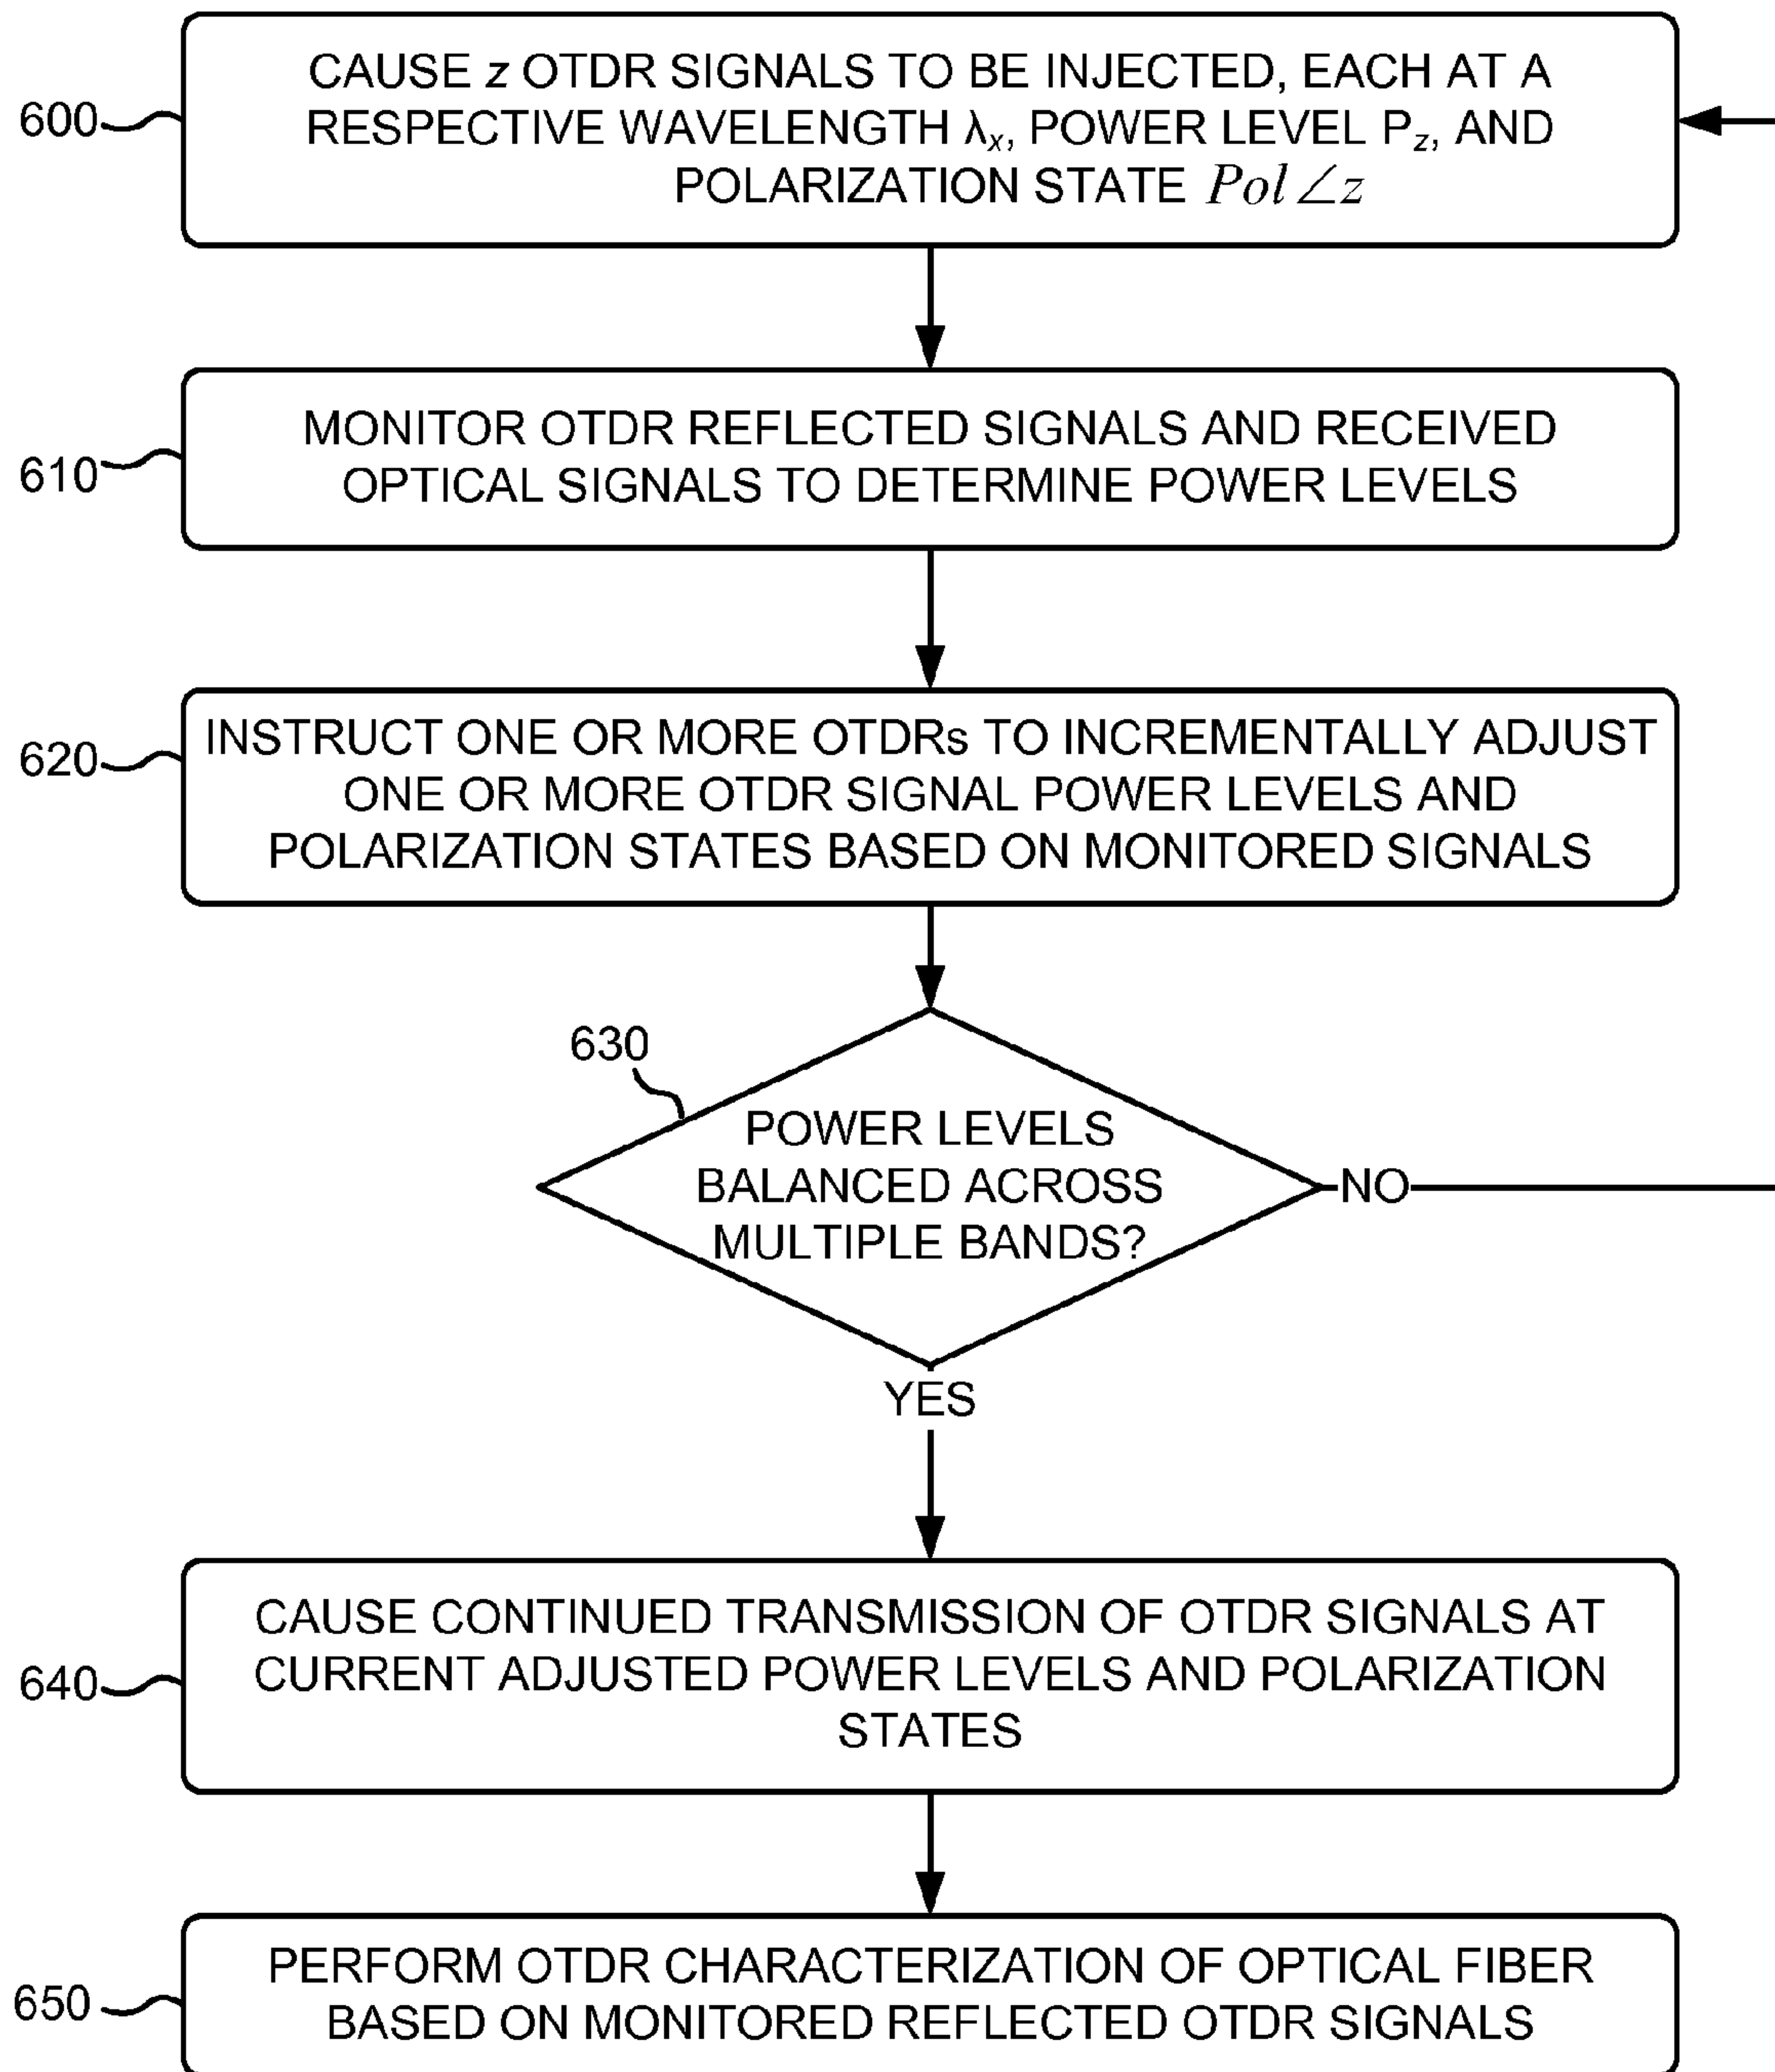 600
CAUSE z OTDR SIGNALS TO BE INJECTED, EACH AT A
RESPECTIVE WAVELENGTH λx, POWER LEVEL Pz, AND
POLARIZATION STATE Pol∠z
610
MONITOR OTDR REFLECTED SIGNALS AND RECEIVED
OPTICAL SIGNALS TO DETERMINE POWER LEVELS
620
INSTRUCT ONE OR MORE OTDRs TO INCREMENTALLY ADJUST
ONE OR MORE OTDR SIGNAL POWER LEVELS AND
POLARIZATION STATES BASED ON MONITORED SIGNALS
630
POWER LEVELS
BALANCED ACROSS
MULTIPLE BANDS?
NO
YES
640
CAUSE CONTINUED TRANSMISSION OF OTDR SIGNALS AT
CURRENT ADJUSTED POWER LEVELS AND POLARIZATION
STATES
650
PERFORM OTDR CHARACTERIZATION OF OPTICAL FIBER
BASED ON MONITORED REFLECTED OTDR SIGNALS